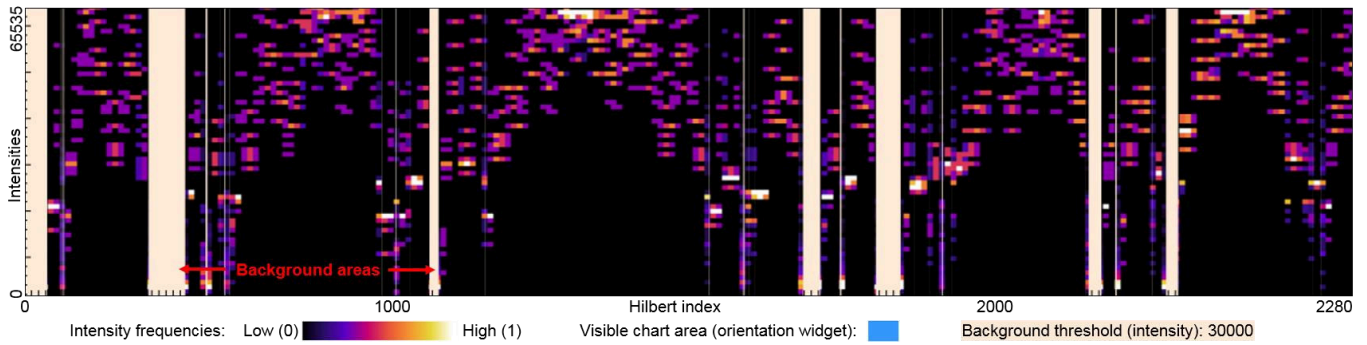 65535
Intensities
0
Background areas
0 1000 Hilbert index 2000 2280
Intensity frequencies: Low (0) High (1) Visible chart area (orientation widget): Background threshold (intensity): 30000